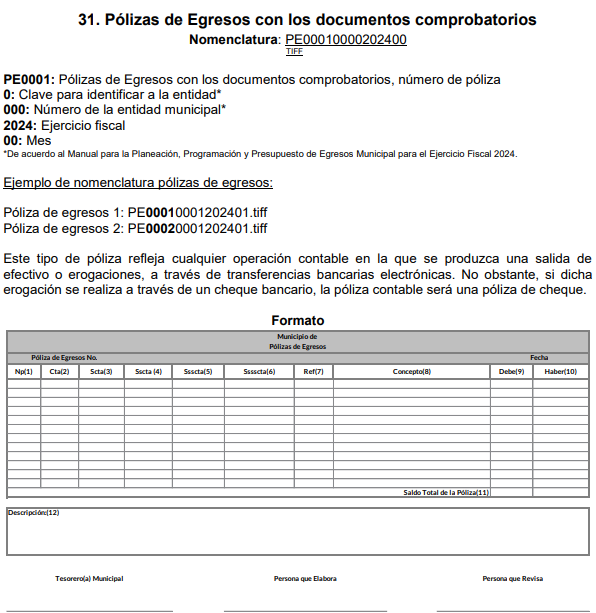 31. Pólizas de Egresos con los documentos comprobatorios
Nomenclatura: PE00010000202400
TIFF
PE0001: Pólizas de Egresos con los documentos comprobatorios, número de póliza
0: Clave para identificar a la entidad*
000: Número de la entidad municipal*
2024: Ejercicio fiscal
00: Mes
*De acuerdo al Manual para la Planeación, Programación y Presupuesto de Egresos Municipal para el Ejercicio Fiscal 2024.
Ejemplo de nomenclatura pólizas de egresos:
Póliza de egresos 1: PE00010001202401.tiff
Póliza de egresos 2: PE00020001202401.tiff
Este tipo de póliza refleja cualquier operación contable en la que se produzca una salida de
efectivo o erogaciones, a través de transferencias bancarias electrónicas. No obstante, si dicha
erogación se realiza a través de un cheque bancario, la póliza contable será una póliza de cheque.
Formato
Municipio de
Pólizas de Egresos
Póliza de Egresos No. Fecha
Np(1) Cta(2) Scta(3) Sscta (4) Ssscta(5) Sssscta(6) Ref(7) Concepto(8) Debe(9) Haber(10)
Saldo Total de la Póliza(11)
Descripción:(12)
Tesorero(a) Municipal Persona que Elabora Persona que Revisa